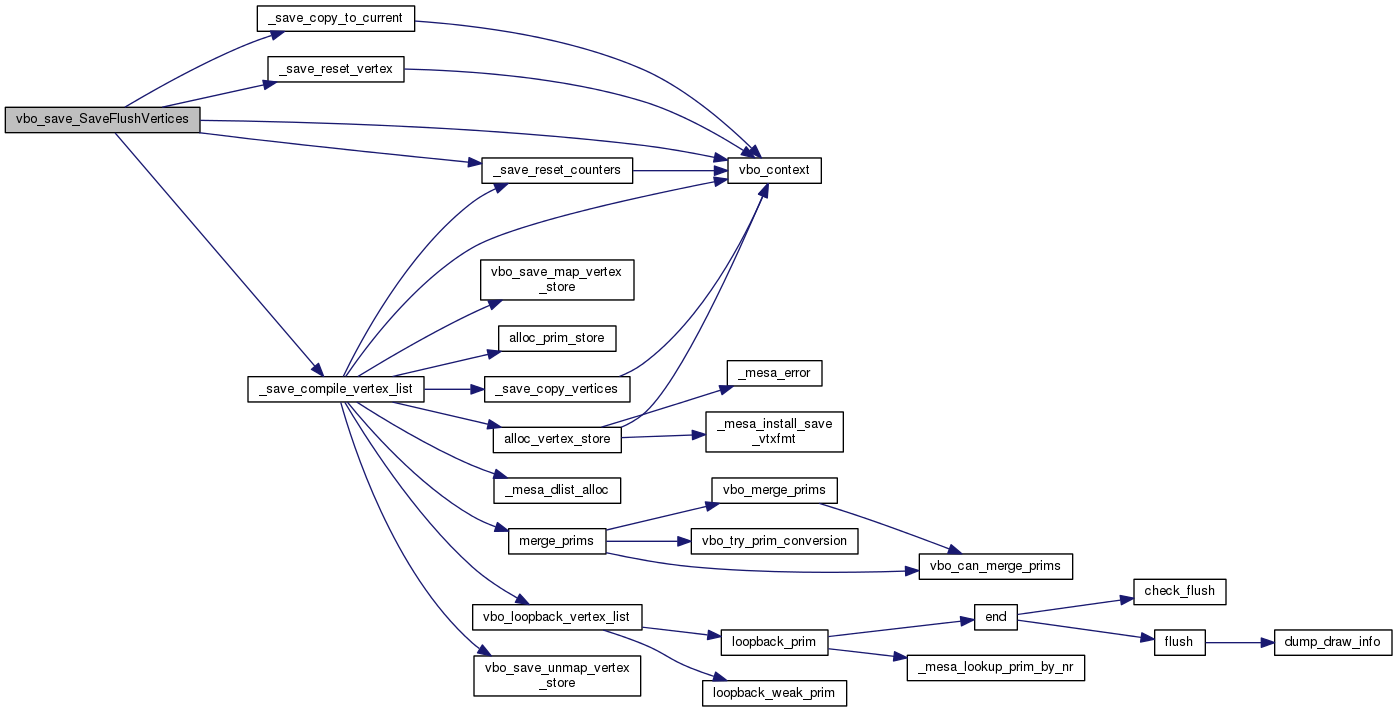 _save_copy_to_current
_save_reset_vertex
vbo_save_SaveFlushVertices
_save_reset_counters
vbo_context
vbo_save_map_vertex
_store
alloc_prim_store
_mesa_error
_save_compile_vertex_list
_save_copy_vertices
_mesa_install_save
_vtxfmt
alloc_vertex_store
_mesa_dlist_alloc
vbo_merge_prims
merge_prims
vbo_try_prim_conversion
vbo_can_merge_prims
check_flush
vbo_loopback_vertex_list
end
loopback_prim
flush
dump_draw_info
_mesa_lookup_prim_by_nr
vbo_save_unmap_vertex
_store
loopback_weak_prim